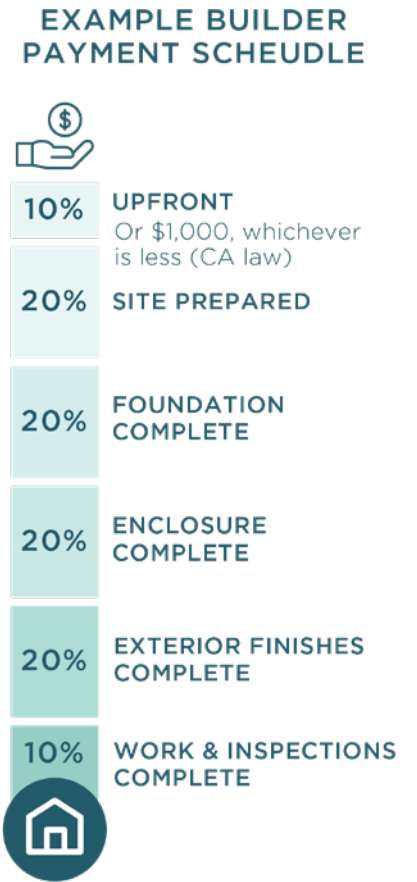 EXAMPLE BUILDER
PAYMENT SCHEUDLE
$
10% UPFRONT
Or $1,000, whichever
is less (CA law)
20% SITE PREPARED
20% FOUNDATION
COMPLETE
20% ENCLOSURE
COMPLETE
20% EXTERIOR FINISHES
COMPLETE
10% WORK & INSPECTIONS
COMPLETE